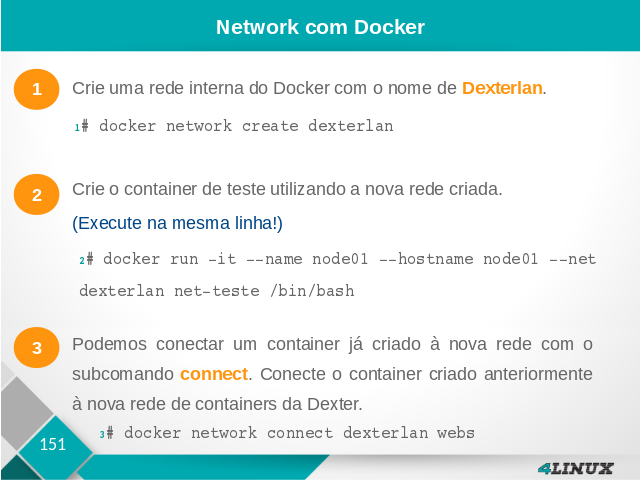 Network com Docker
1
Crie uma rede interna do Docker com o nome de Dexterlan.
1# docker network create dexterlan
2
Crie o container de teste utilizando a nova rede criada.
(Execute na mesma linha!)
2# docker run -it --name node01 --hostname node01 --net
dexterlan net-teste /bin/bash
3
Podemos conectar um container já criado à nova rede com o
subcomando connect. Conecte o container criado anteriormente
à nova rede de containers da Dexter.
3# docker network connect dexterlan webs
151
4LINUX